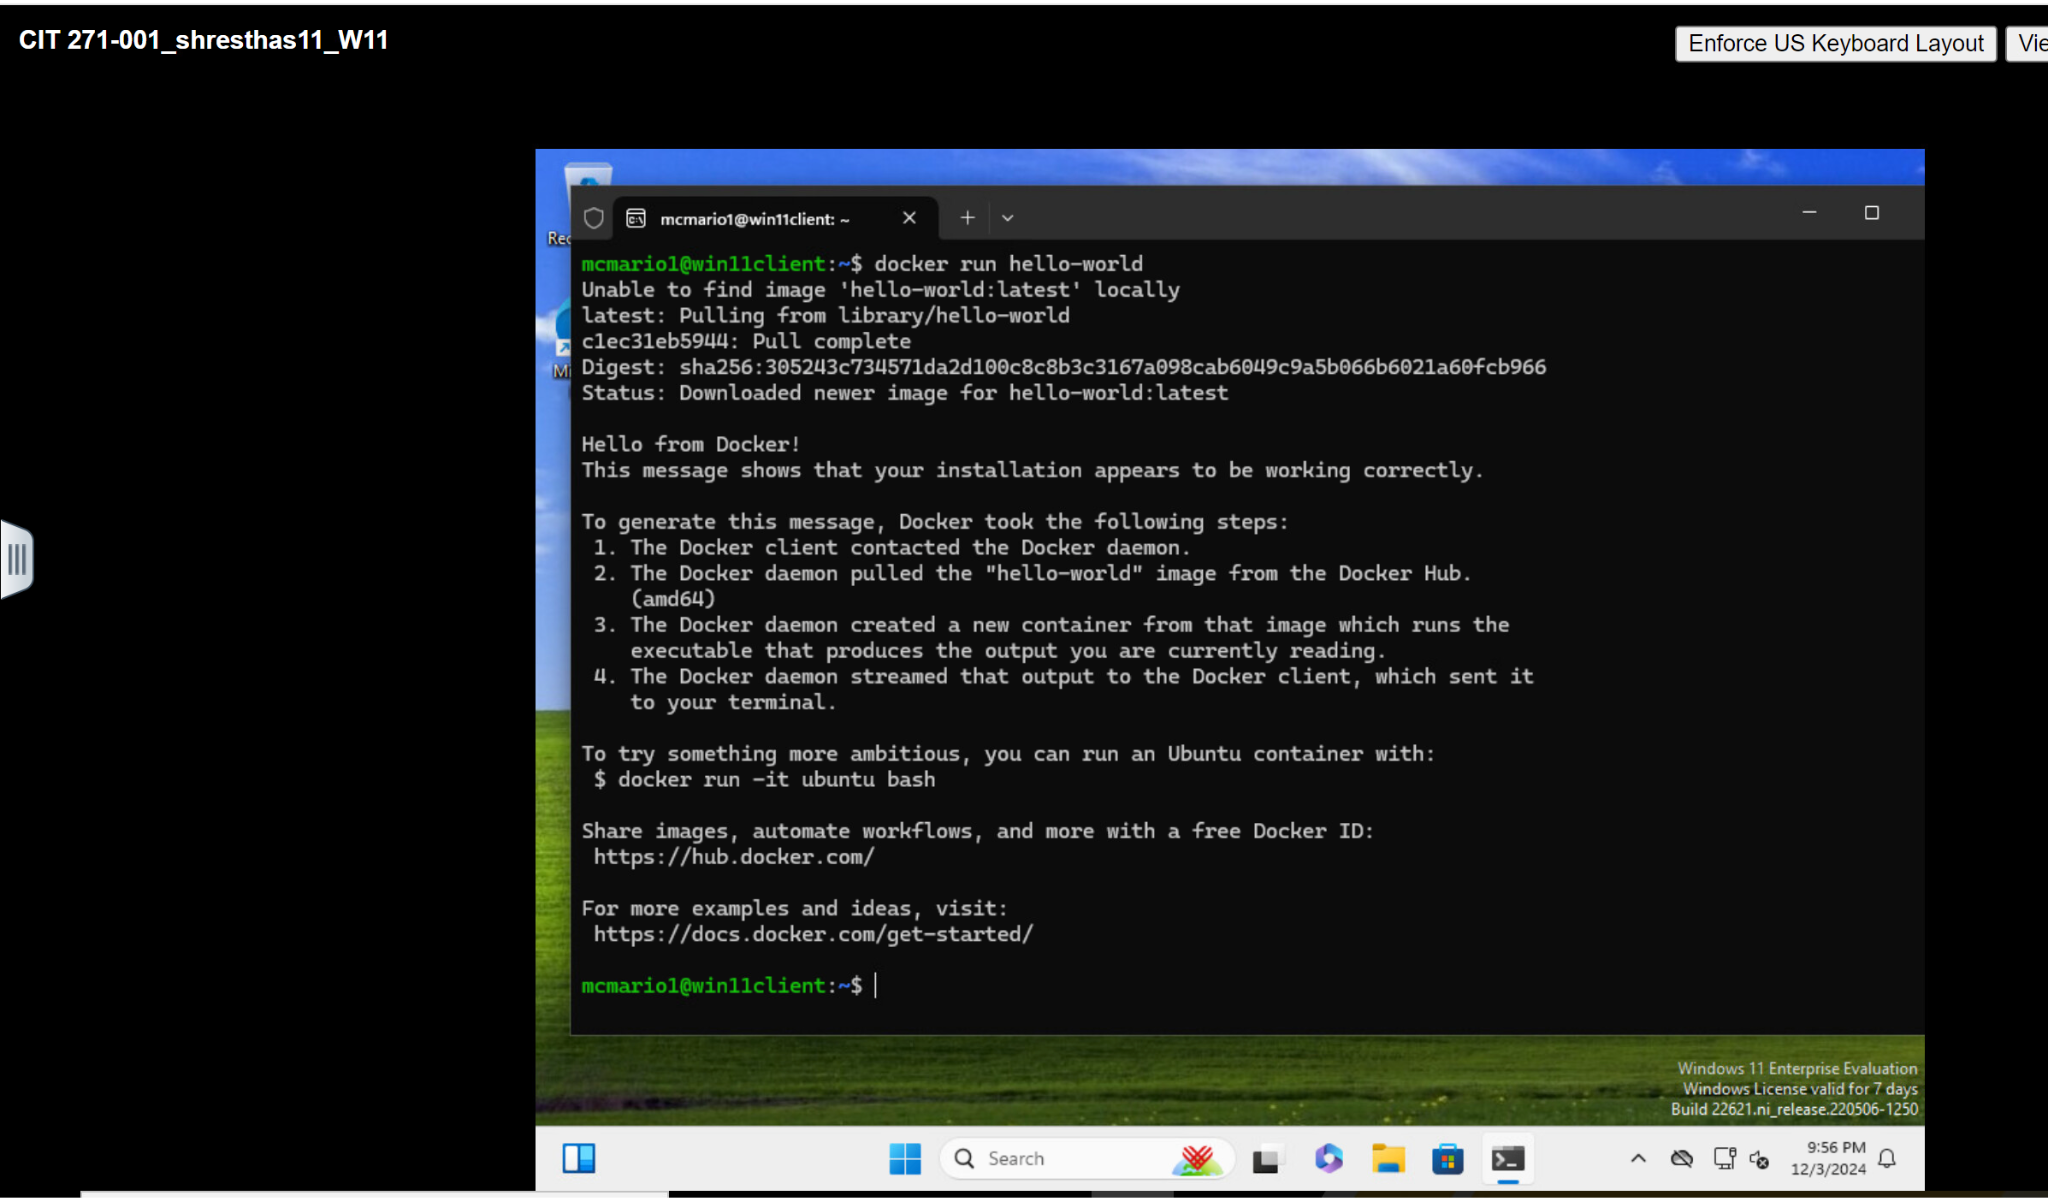 CIT 271-001_shresthas11_W11
Enforce US Keyboard Layout
mcmario1@win11client: ~
mcmario1@win11client:~$ docker run hello-world
Unable to find image 'hello-world:latest' locally
latest: Pulling from library/hello-world
c1ec31eb5944: Pull complete
Digest: sha256:305243c734571da2d100c8c8b3c3167a098cab6049c9a5b066b6021a60fcb966
Status: Downloaded newer image for hello-world:latest
Hello from Docker!
This message shows that your installation appears to be working correctly.
To generate this message, Docker took the following steps:
1. The Docker client contacted the Docker daemon.
2. The Docker daemon pulled the "hello-world" image from the Docker Hub.
(amd64)
3. The Docker daemon created a new container from that image which runs the
executable that produces the output you are currently reading.
4. The Docker daemon streamed that output to the Docker client, which sent it
to your terminal.
To try something more ambitious, you can run an Ubuntu container with:
$ docker run -it ubuntu bash
Share images, automate workflows, and more with a free Docker ID:
https://hub.docker.com/
For more examples and ideas, visit:
https://docs.docker.com/get-started/
mcmario1@win11client:~$
Windows 11 Enterprise Evaluation
Windows License valid for 7 days
Build 22621.ni_release.220506-1250
Search
9:56 PM
12/3/2024